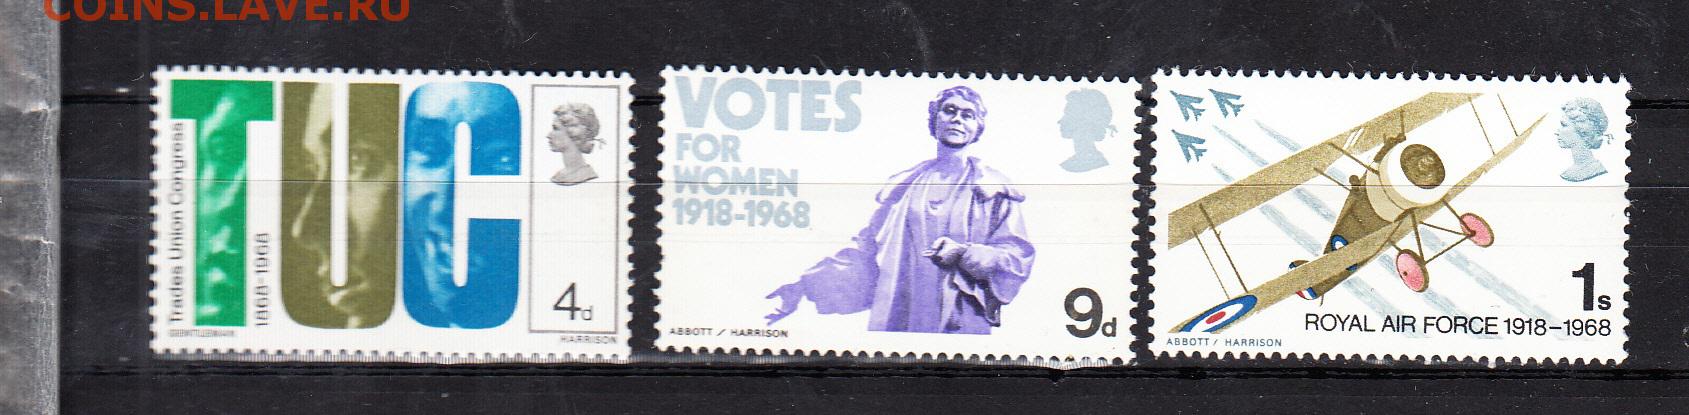 COINS.LAVE.RU
TUC
Trades Union Congress
1868-1968
4d
HARRISON
VOTES
FOR
WOMEN
1918-1968
9d
ABBOTT / HARRISON
1s
ROYAL AIR FORCE 1918-1968
ABBOTT / HARRISON